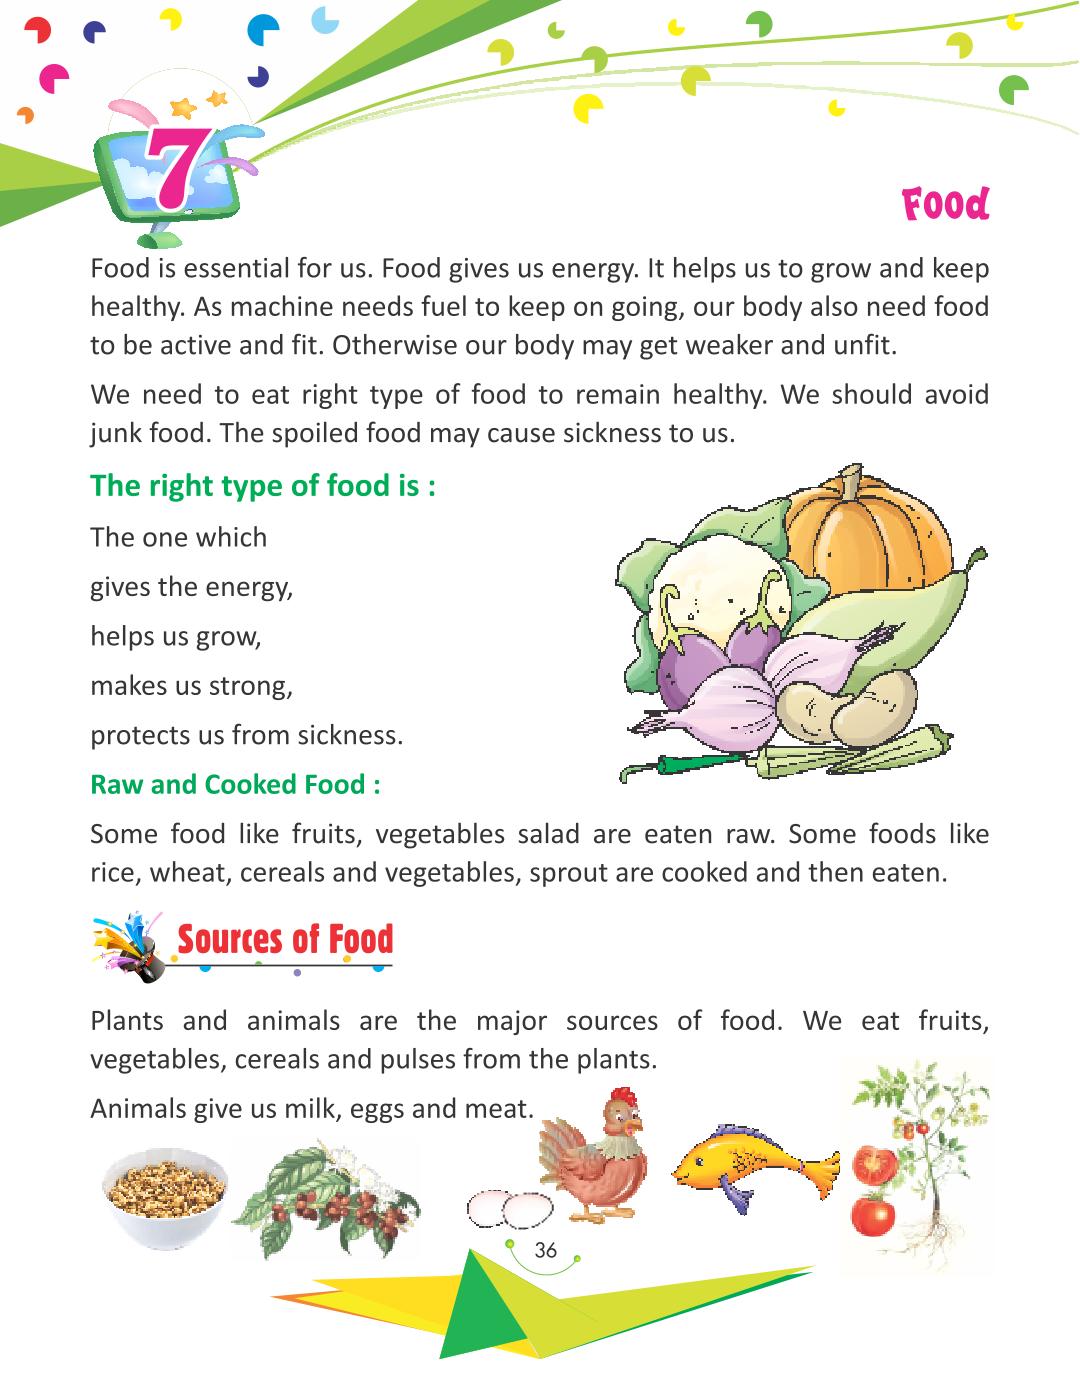 7
Food
Food is essential for us. Food gives us energy. It helps us to grow and keep
healthy. As machine needs fuel to keep on going, our body also need food
to be active and fit. Otherwise our body may get weaker and unfit.
We need to eat right type of food to remain healthy. We should avoid
junk food. The spoiled food may cause sickness to us.
The right type of food is :
The one which
gives the energy,
helps us grow,
makes us strong,
protects us from sickness.
Raw and Cooked Food :
Some food like fruits, vegetables salad are eaten raw. Some foods like
rice, wheat, cereals and vegetables, sprout are cooked and then eaten.
Sources of Food
Plants and animals are the major sources of food. We eat fruits,
vegetables, cereals and pulses from the plants.
Animals give us milk, eggs and meat.
36